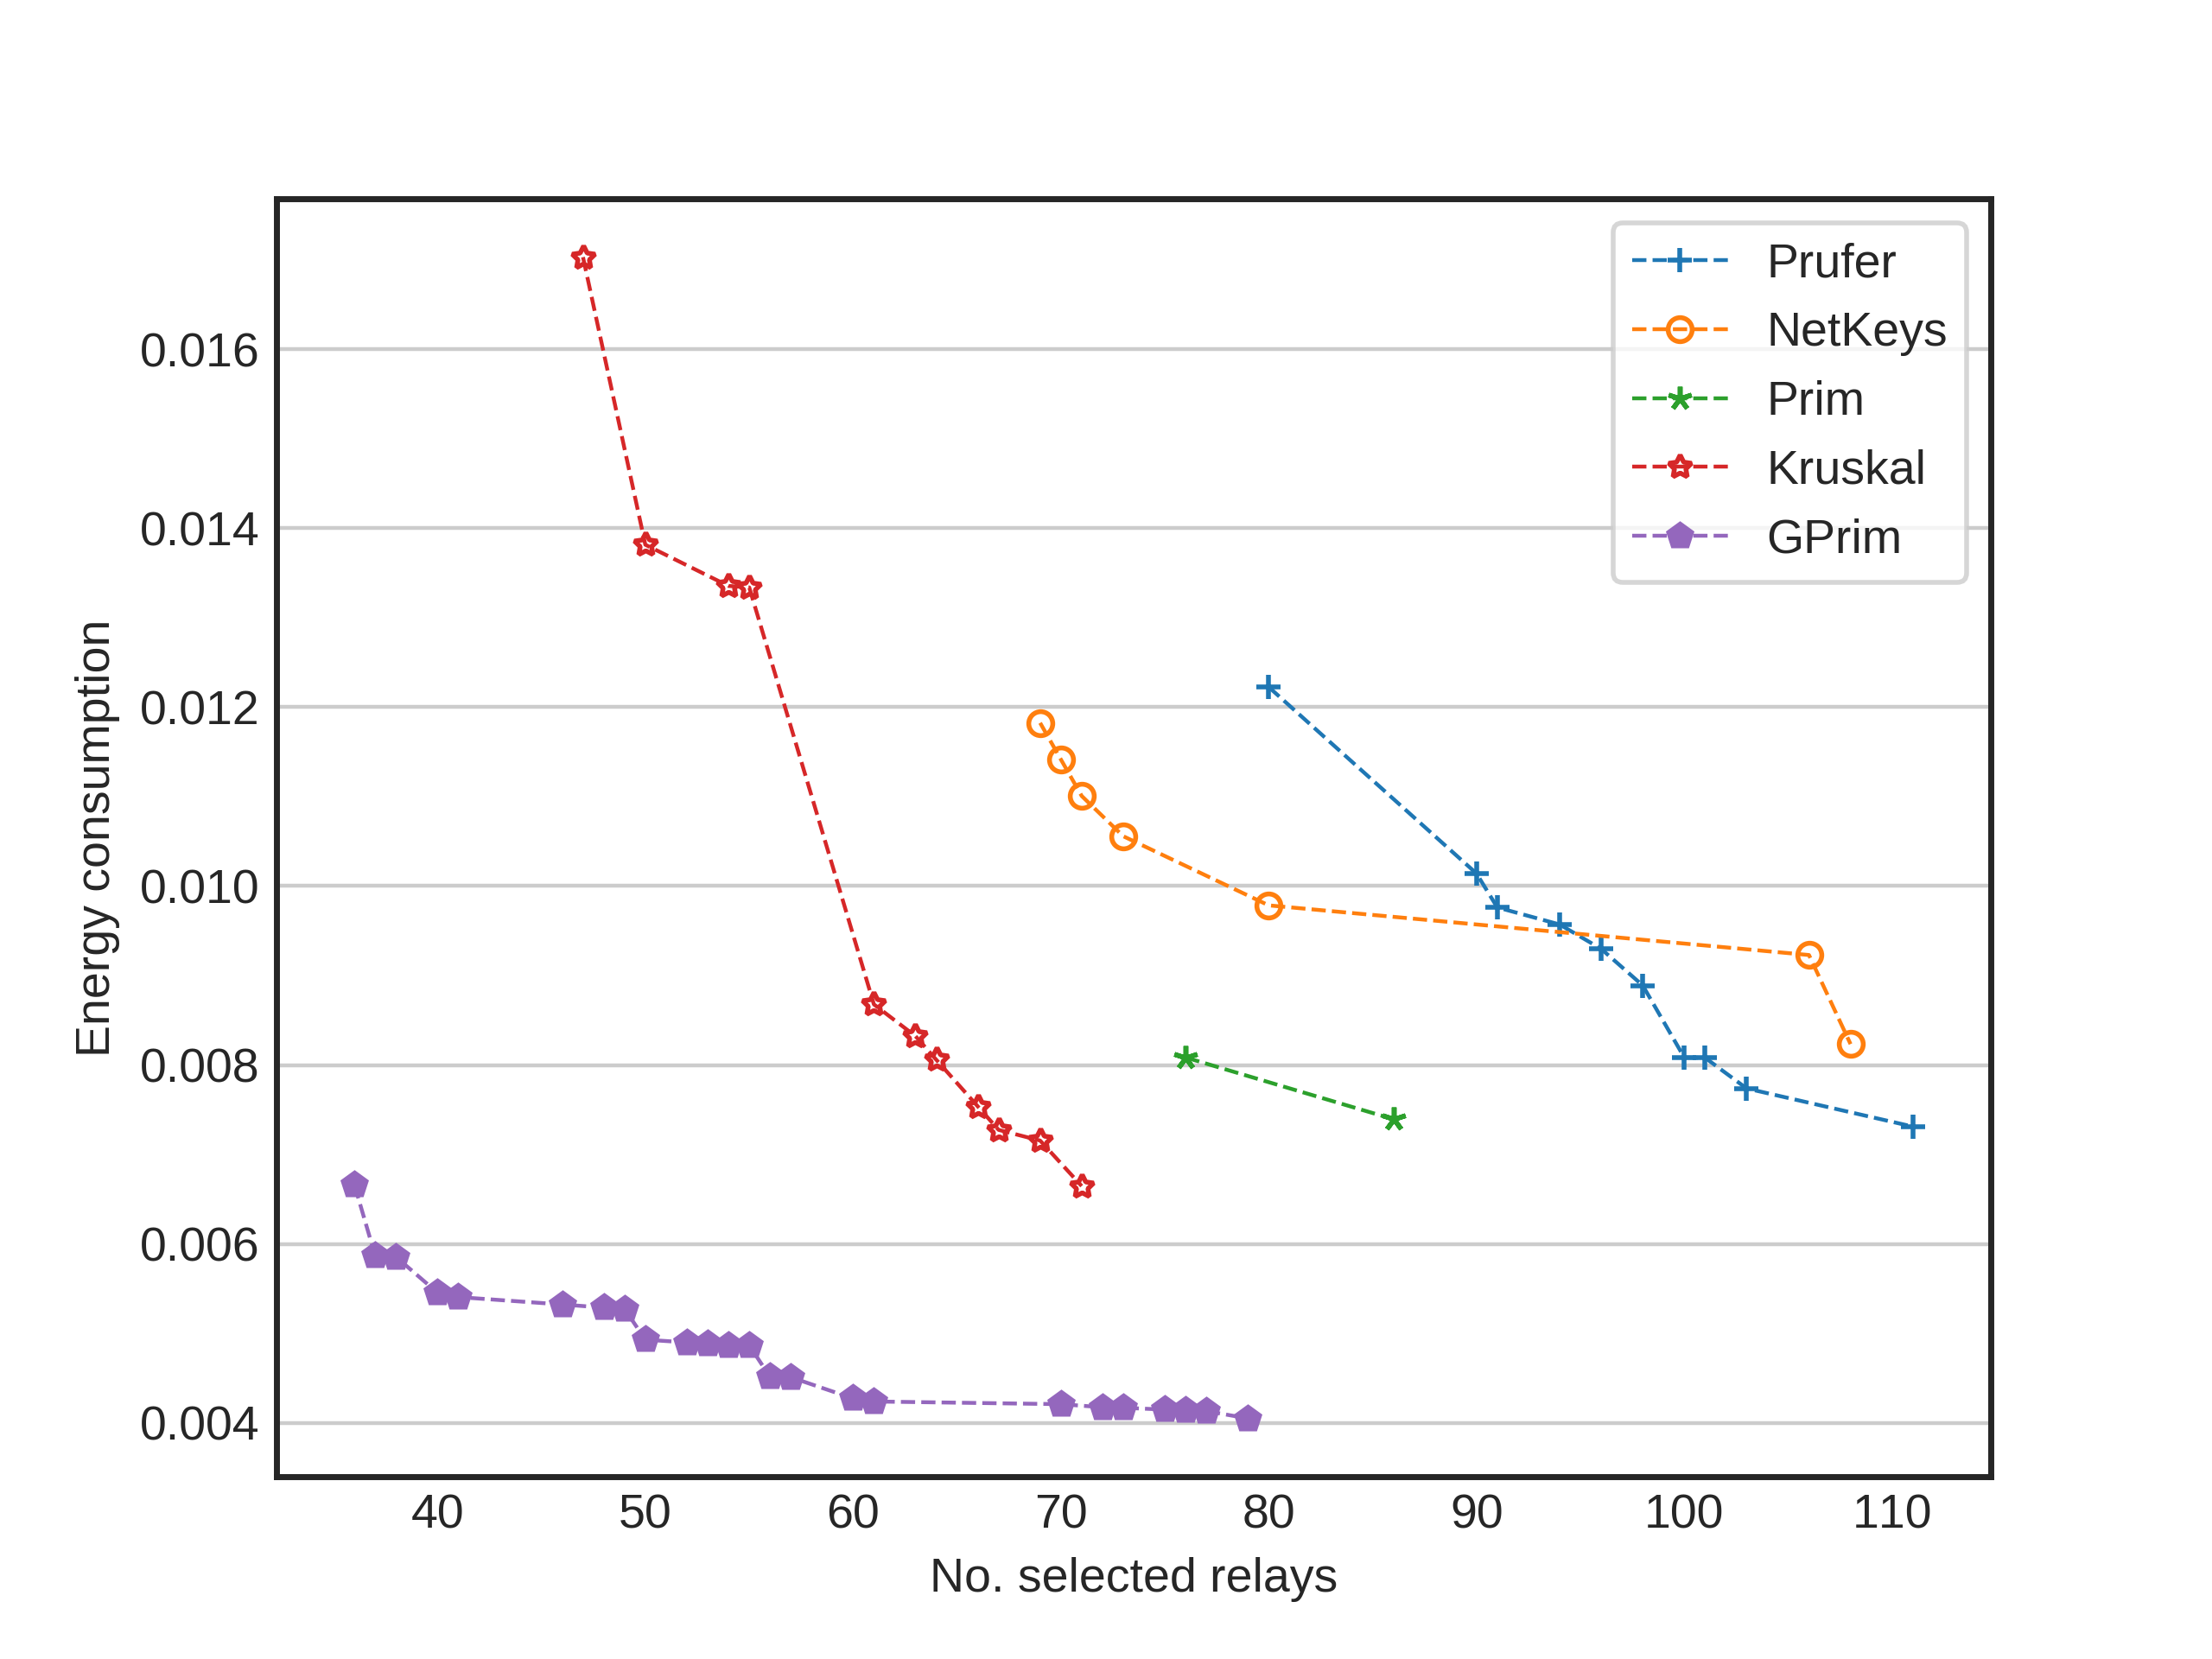 Prufer
NetKeys
Prim
Kruskal
GPrim
0.016
0.014
0.012
0.010
0.008
0.006
0.004
Energy consumption
40 50 60 70 80 90 100 110
No. selected relays